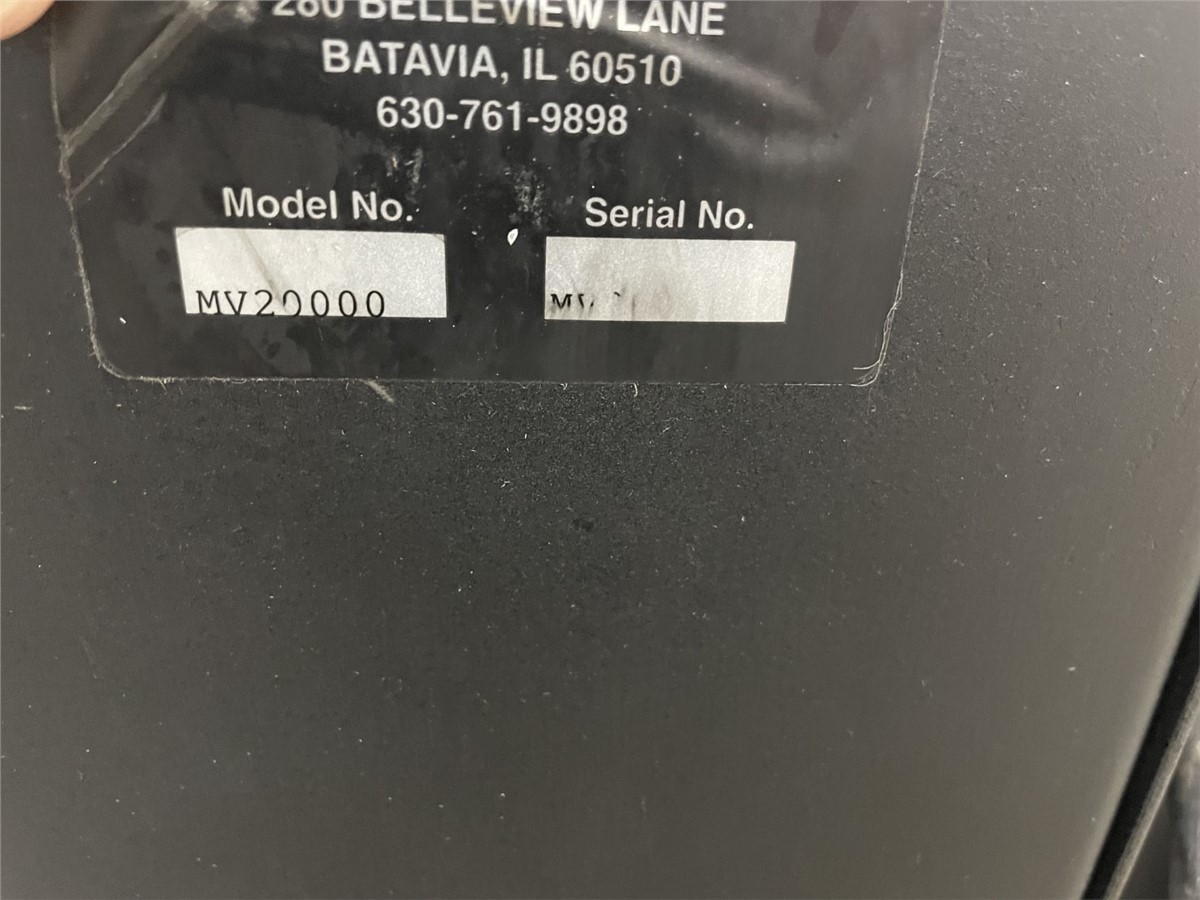 280 BELLEVIEW LANE
BATAVIA, IL 60510
630-761-9898
Model No.
Serial No.
MV20000